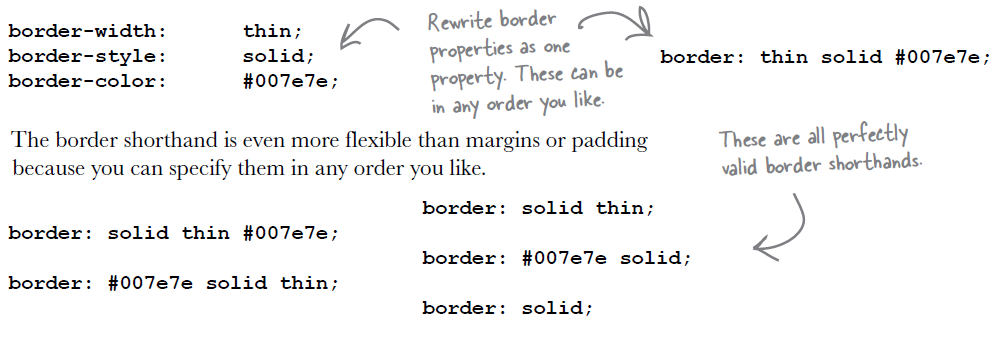 border-width: thin;
border-style: solid;
border-color: #007e7e;
Rewrite border
properties as one
property. These can be
in any order you like.
border: thin solid #007e7e;
The border shorthand is even more flexible than margins or padding
because you can specify them in any order you like.
These are all perfectly
valid border shorthands.
border: solid thin;
border: solid thin #007e7e;
border: #007e7e solid;
border: #007e7e solid thin;
border: solid;